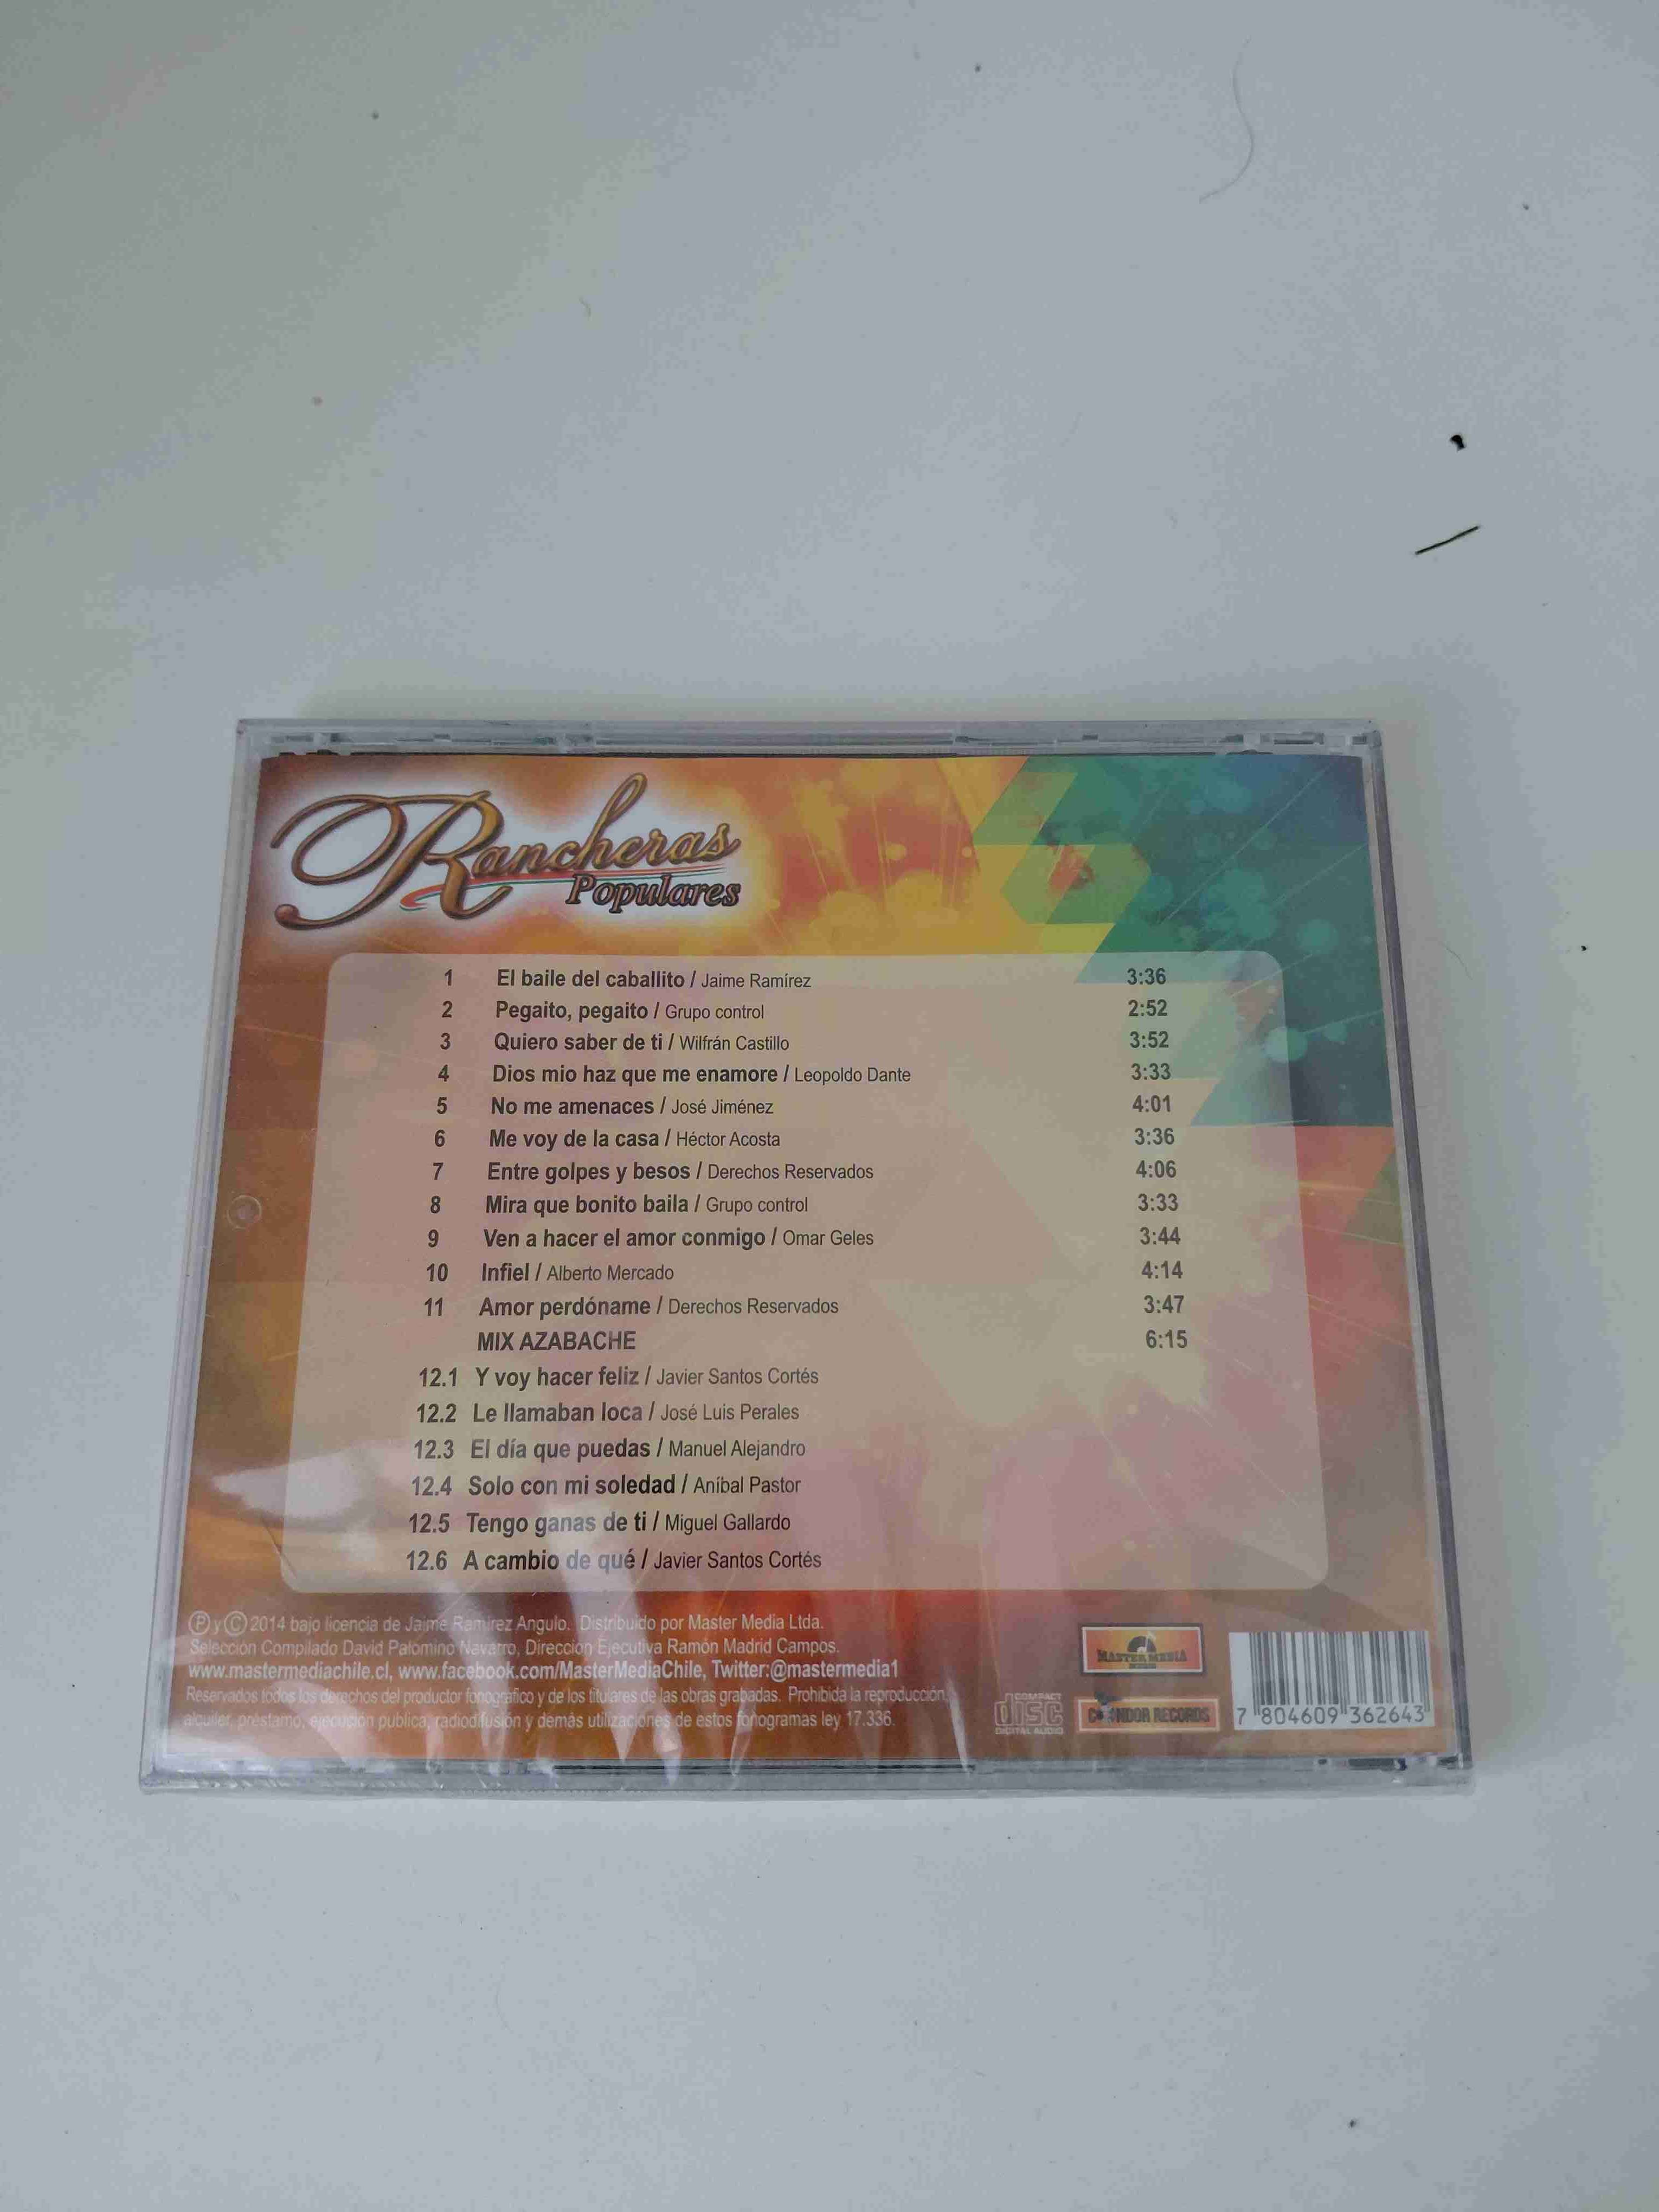 Rancheras
Populares
1 El baile del caballito / Jaime Ramírez 3:36
2 Pegaito, pegaito / Grupo control 2:52
3 Quiero saber de ti / Wilfrán Castillo 3:52
4 Dios mio haz que me enamore / Leopoldo Dante 3:33
5 No me amenaces / José Jiménez 4:01
6 Me voy de la casa / Héctor Acosta 3:36
7 Entre golpes y besos / Derechos Reservados 4:06
8 Mira que bonito baila / Grupo control 3:33
9 Ven a hacer el amor conmigo / Omar Geles 3:44
10 Infiel / Alberto Mercado 4:14
11 Amor perdóname / Derechos Reservados 3:47
MIX AZABACHE 6:15
12.1 Y voy hacer feliz / Javier Santos Cortés
12.2 Le llamaban loca / José Luis Perales
12.3 El día que puedas / Manuel Alejandro
12.4 Solo con mi soledad / Aníbal Pastor
12.5 Tengo ganas de ti / Miguel Gallardo
12.6 A cambio de qué / Javier Santos Cortés
Ⓟ y Ⓒ 2014 bajo licencia de Jaime Ramírez Angulo. Distribuido por Master Media Ltda.
Selección Compilado David Palomino Navarro, Dirección Ejecutiva Ramón Madrid Campos.
www.mastermediachile.cl, www.facebook.com/MasterMediaChile, Twitter:@mastermedia1
Reservados todos los derechos del productor fonográfico y de los titulares de las obras grabadas. Prohibida la reproducción,
alquiler, préstamo, ejecución publica, radiodifusión y demás utilizaciones de estos fonogramas ley 17.336.
COMPACT
disc
DIGITAL AUDIO
MASTER MEDIA
CONDOR RECORDS
7 804609 362643